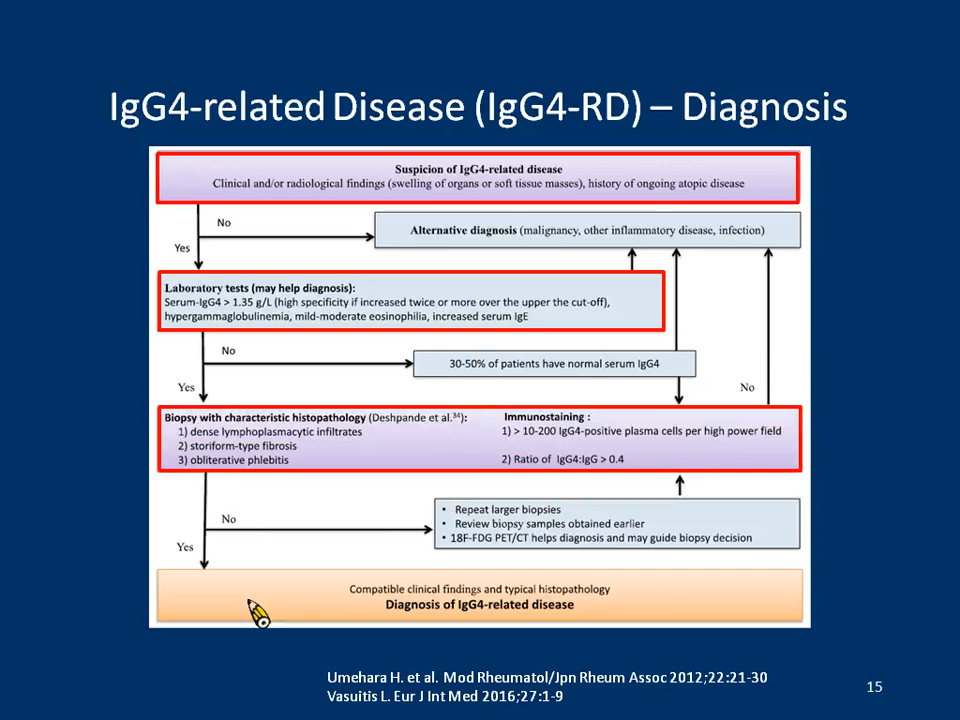 IgG4-related Disease (IgG4-RD) – Diagnosis
Suspicion of IgG4-related disease
Clinical and/or radiological findings (swelling of organs or soft tissue masses), history of ongoing atopic disease
No
Yes
Alternative diagnosis (malignancy, other inflammatory disease, infection)
Laboratory tests (may help diagnosis):
Serum-IgG4 > 1.35 g/L (high specificity if increased twice or more over the upper the cut-off),
hypergammaglobulinemia, mild-moderate eosinophilia, increased serum IgE
No
Yes
30-50% of patients have normal serum IgG4
No
Biopsy with characteristic histopathology (Deshpande et al.³⁴):
1) dense lymphoplasmacytic infiltrates
2) storiform-type fibrosis
3) obliterative phlebitis
Immunostaining :
1) > 10-200 IgG4-positive plasma cells per high power field
2) Ratio of IgG4:IgG > 0.4
No
Yes
• Repeat larger biopsies
• Review biopsy samples obtained earlier
• 18F-FDG PET/CT helps diagnosis and may guide biopsy decision
Compatible clinical findings and typical histopathology
Diagnosis of IgG4-related disease
Umehara H. et al. Mod Rheumatol/Jpn Rheum Assoc 2012;22:21-30
Vasuitis L. Eur J Int Med 2016;27:1-9
15